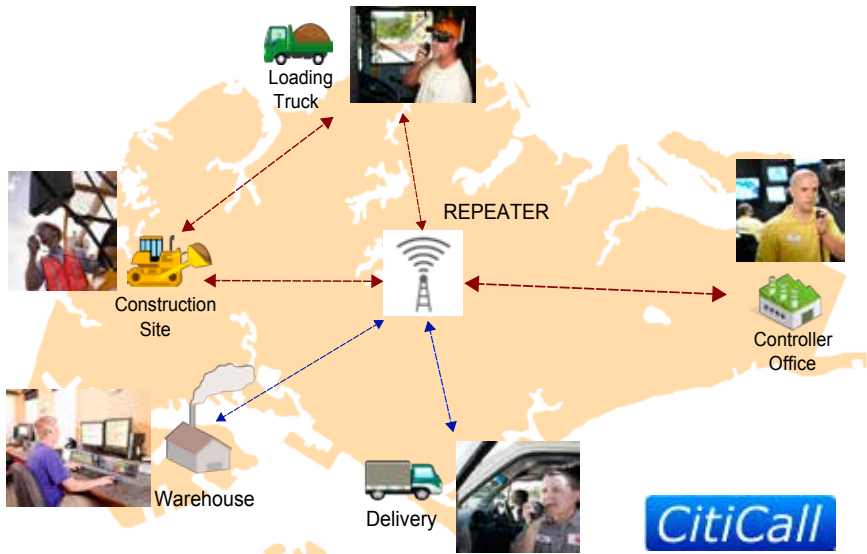 Loading
Truck
REPEATER
Construction
Site
Controller
Office
Warehouse
Delivery
CitiCall